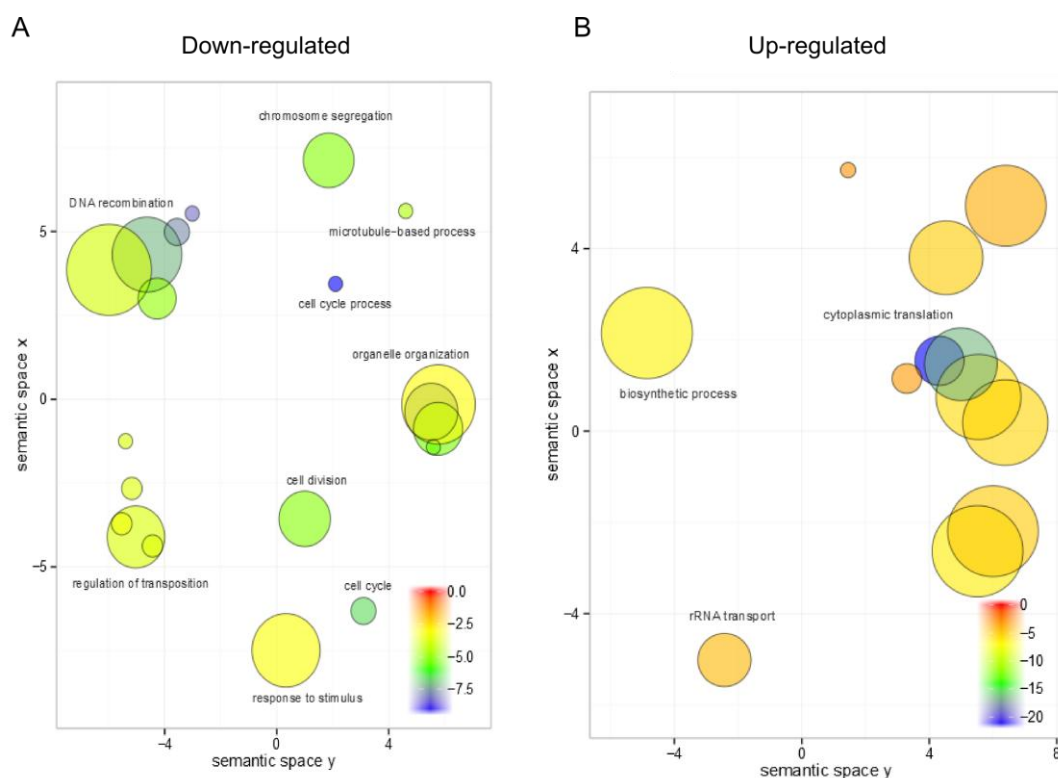 A
Down-regulated
chromosome segregation
DNA recombination
5
microtubule-based process
cell cycle process
organelle organization
semantic space x
0
cell division
-5
regulation of transposition
cell cycle
0.0
-2.5
-5.0
-7.5
response to stimulus
-4
0
4
semantic space y
B
Up-regulated
4
cytoplasmic translation
semantic space x
biosynthetic process
0
rRNA transport
-4
0
-5
-10
-15
-20
-4
0
4
8
semantic space y